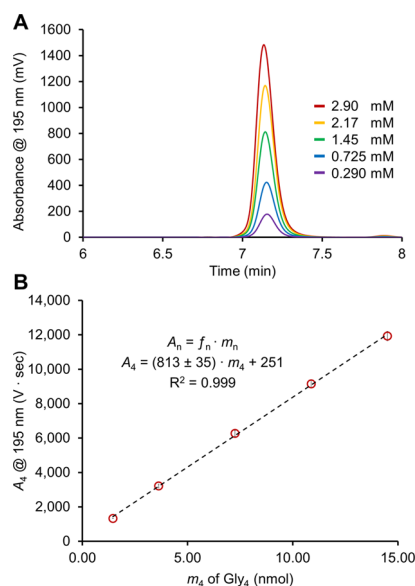 A
Absorbance @ 195 nm (mV)
1600
1400
1200
1000
800
600
400
200
0
6
6.5
7
7.5
8
Time (min)
2.90 mM
2.17 mM
1.45 mM
0.725 mM
0.290 mM
B
A₄ @ 195 nm (V · sec)
14,000
12,000
10,000
8,000
6,000
4,000
2,000
0
Aₙ = ƒₙ · mₙ
A₄ = (813 ± 35) · m₄ + 251
R² = 0.999
0.00
5.00
10.00
15.00
m₄ of Gly₄ (nmol)